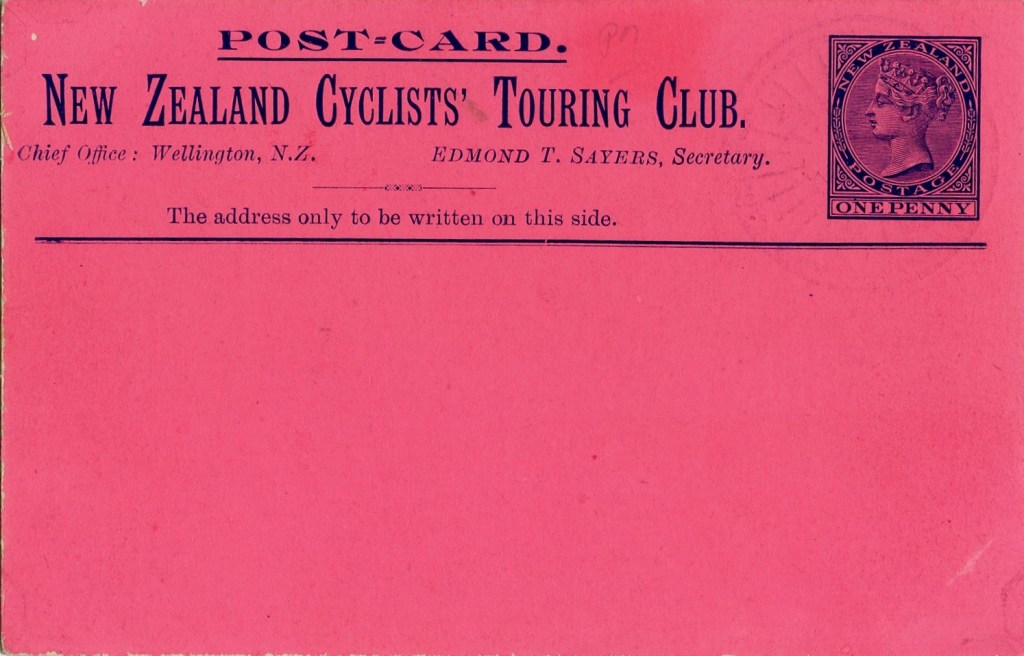 POST=CARD.
NEW ZEALAND CYCLISTS' TOURING CLUB.
Chief Office: Wellington, N.Z. EDMOND T. SAYERS, Secretary.
The address only to be written on this side.
NEW ZEALAND
POSTAGE
ONE PENNY